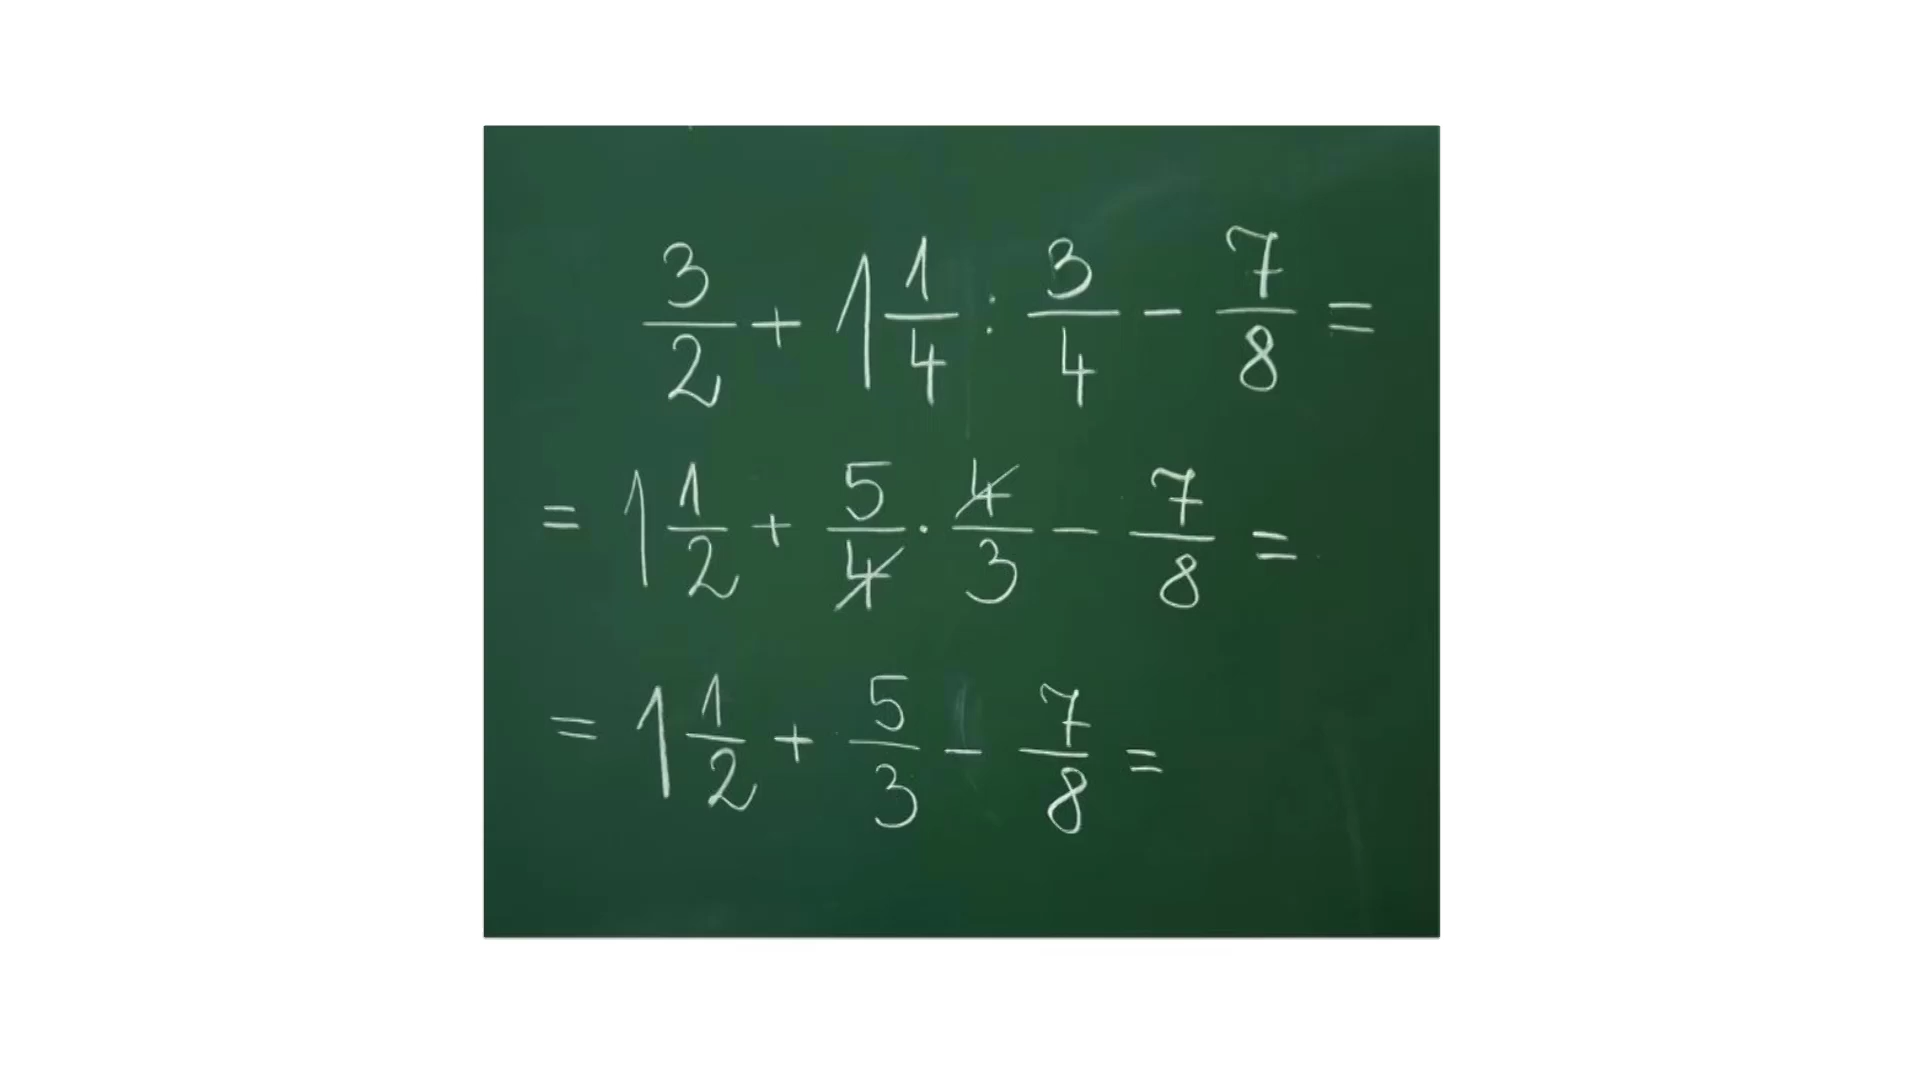 3/2 + 1 1/4 : 3/4 - 7/8 =
= 1 1/2 + 5/4 · 4/3 - 7/8 =
= 1 1/2 + 5/3 - 7/8 =